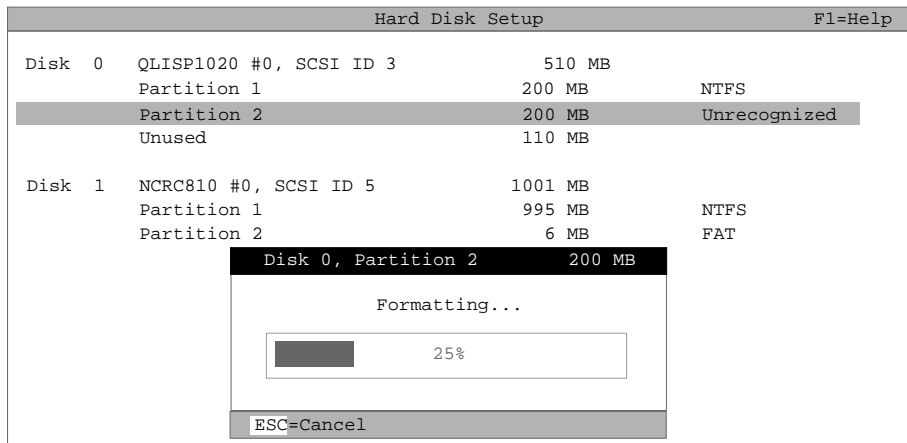 Hard Disk Setup F1=Help
Disk 0 QLISP1020 #0, SCSI ID 3 510 MB
Partition 1 200 MB NTFS
Partition 2 200 MB Unrecognized
Unused 110 MB
Disk 1 NCRC810 #0, SCSI ID 5 1001 MB
Partition 1 995 MB NTFS
Partition 2 6 MB FAT
Disk 0, Partition 2 200 MB
Formatting...
25%
ESC=Cancel